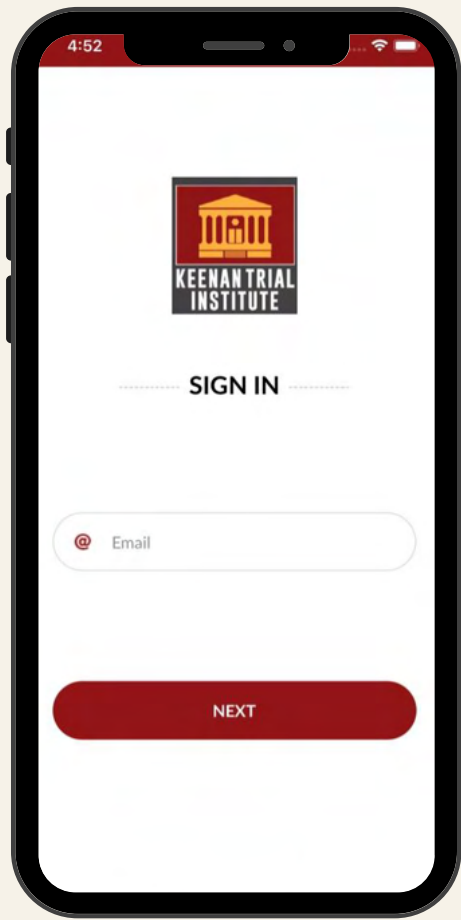 4:52
KEENAN TRIAL
INSTITUTE
SIGN IN
@ Email
NEXT